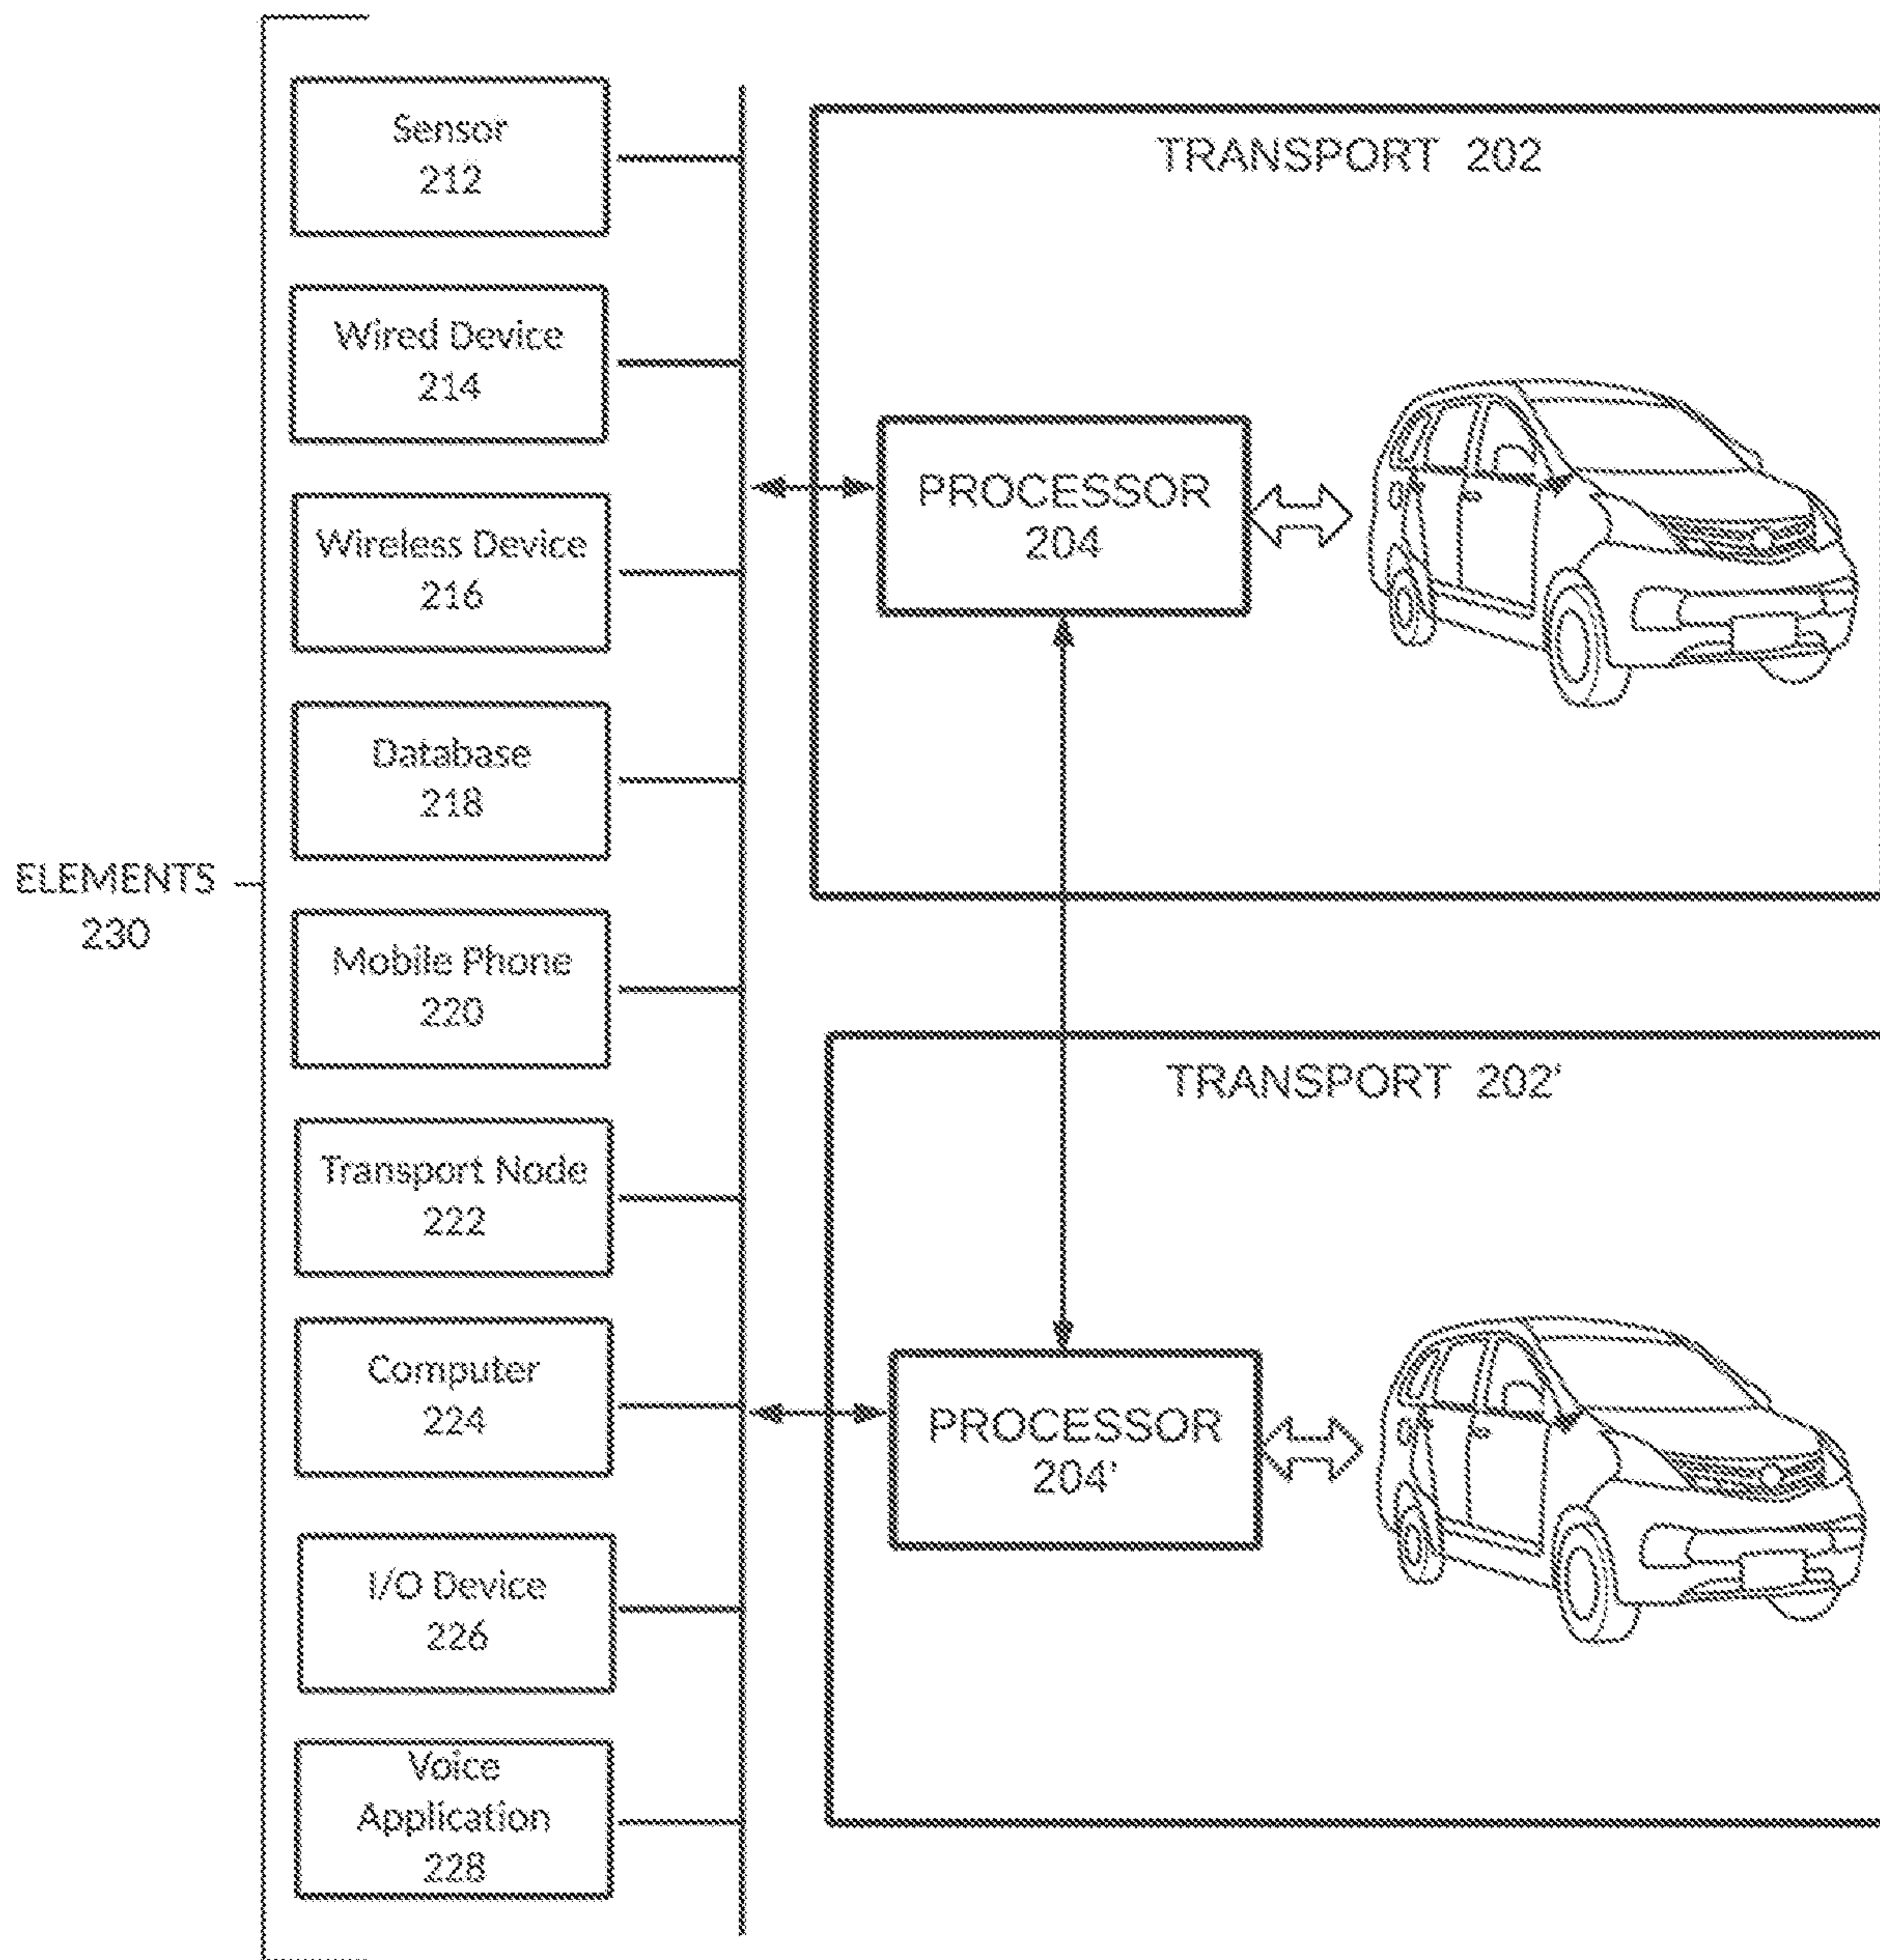 Sensor
212
Wired Device
214
Wireless Device
216
Database
218
ELEMENTS
230
Mobile Phone
220
Transport Node
222
Computer
224
I/O Device
226
Voice
Application
228
TRANSPORT 202
PROCESSOR
204
TRANSPORT 202'
PROCESSOR
204'